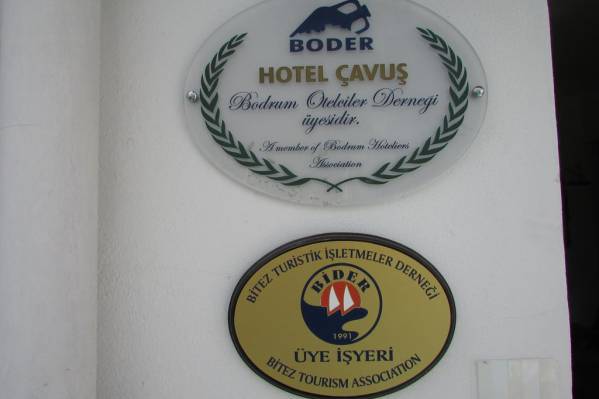 BODER
HOTEL ÇAVUŞ
Bodrum Otelciler Derneği
üyesidir.
A member of Bodrum Hoteliers
Association
BİTEZ TURİSTİK İŞLETMELER DERNEĞİ
BİDER
1991
ÜYE İŞYERİ
BİTEZ TOURISM ASSOCIATION